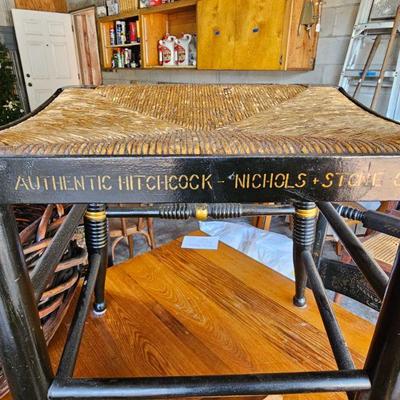 AUTHENTIC HITCHCOCK - NICHOLS + STONE